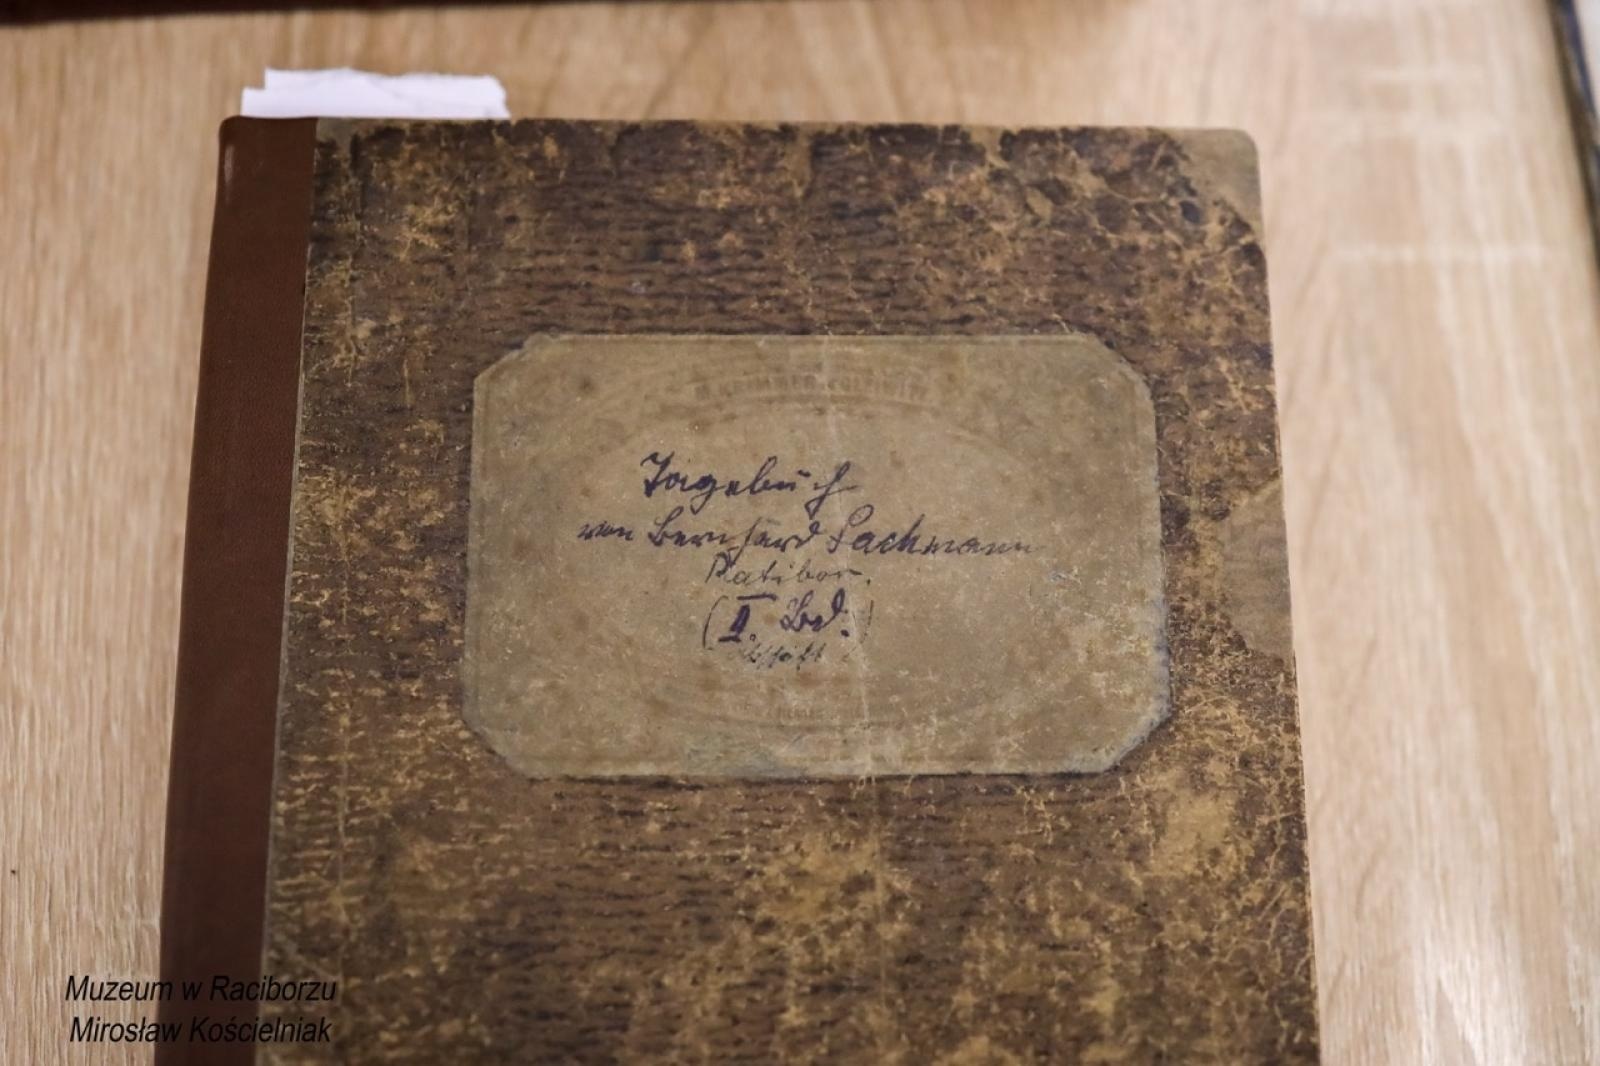 Tagebuch
von Bernhard Lachmann
Ratibor.
(I. Bd.)
Muzeum w Raciborzu
Mirosław Kościelniak